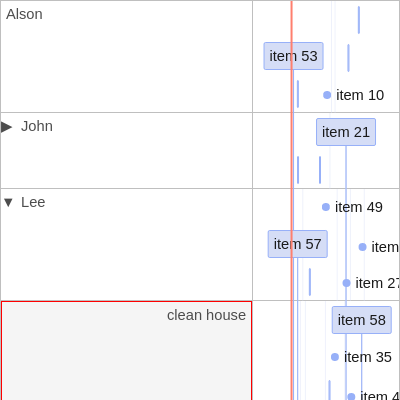 Alson
item 53
item 10
▶ John
item 21
▼ Lee
item 49
item 57
item
item 27
clean house
item 58
item 35
item 4